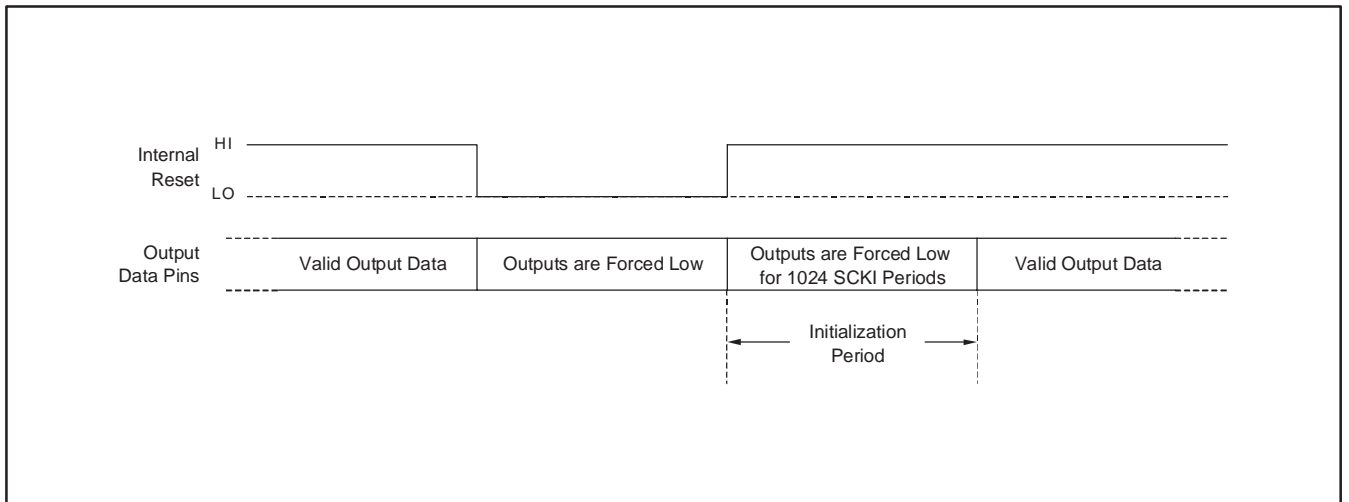 HI
Internal
Reset
LO
Output
Data Pins
Valid Output Data
Outputs are Forced Low
Outputs are Forced Low
for 1024 SCKI Periods
Valid Output Data
Initialization
Period